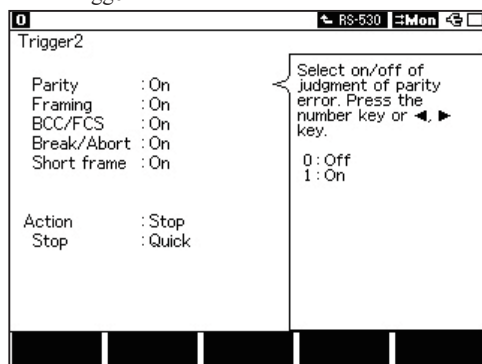 0 RS-530 Mon
Trigger2
Parity : On
Framing : On
BCC/FCS : On
Break/Abort : On
Short frame : On
Action : Stop
Stop : Quick
Select on/off of
judgment of parity
error. Press the
number key or ◀, ▶
key.
0 : Off
1 : On